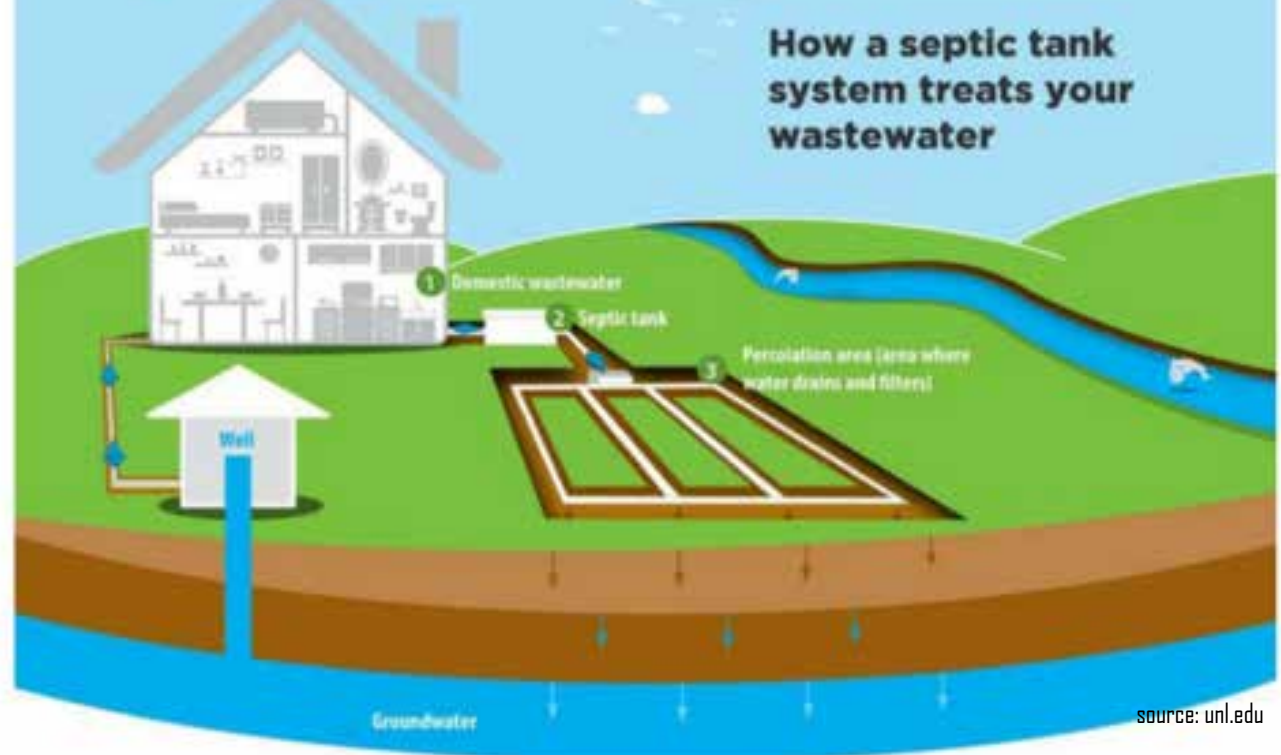 How a septic tank
system treats your
wastewater
1 Domestic wastewater
2 Septic tank
3 Percolation area (area where
water drains and filters)
Well
Groundwater
source: unl.edu